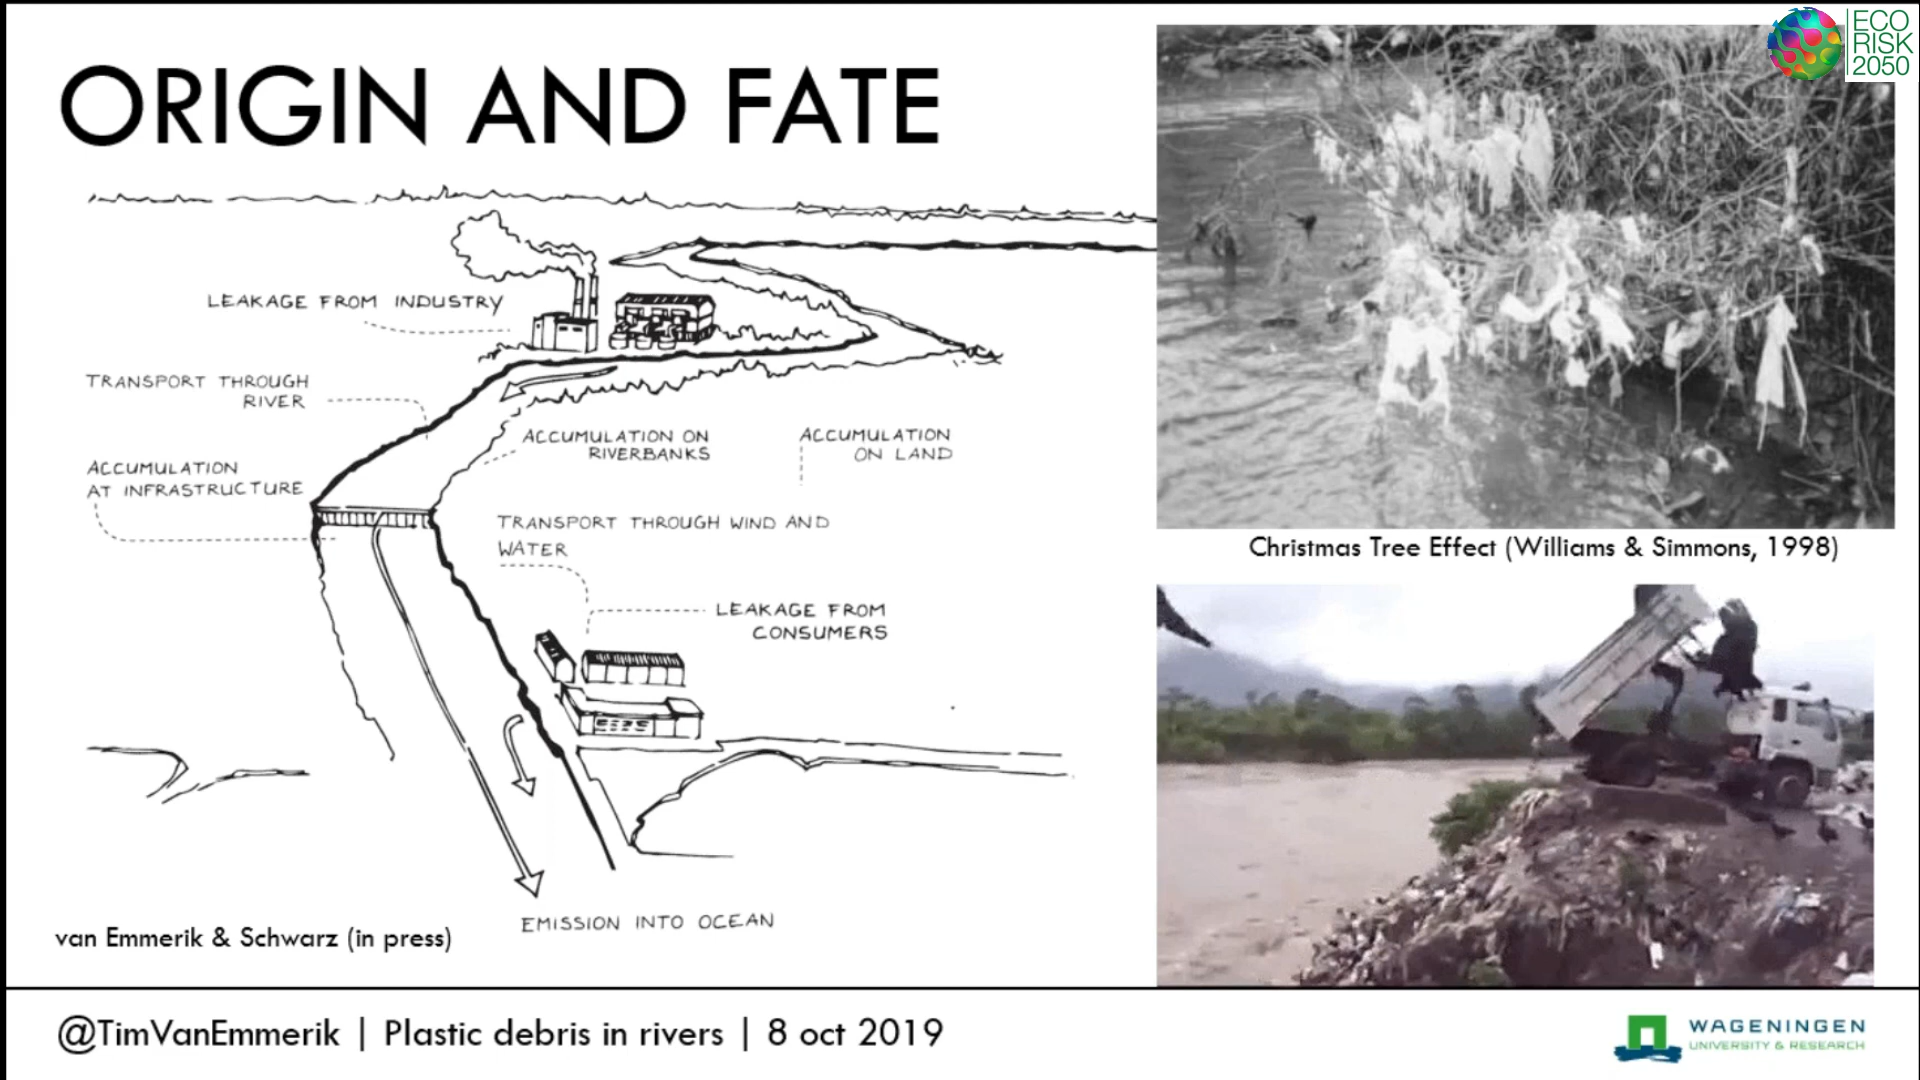 ORIGIN AND FATE
ECO
RISK
2050
LEAKAGE FROM INDUSTRY
TRANSPORT THROUGH
RIVER
ACCUMULATION
AT INFRASTRUCTURE
ACCUMULATION ON
RIVERBANKS
ACCUMULATION
ON LAND
TRANSPORT THROUGH WIND AND
WATER
LEAKAGE FROM
CONSUMERS
EMISSION INTO OCEAN
van Emmerik & Schwarz (in press)
Christmas Tree Effect (Williams & Simmons, 1998)
@TimVanEmmerik | Plastic debris in rivers | 8 oct 2019
WAGENINGEN
UNIVERSITY & RESEARCH